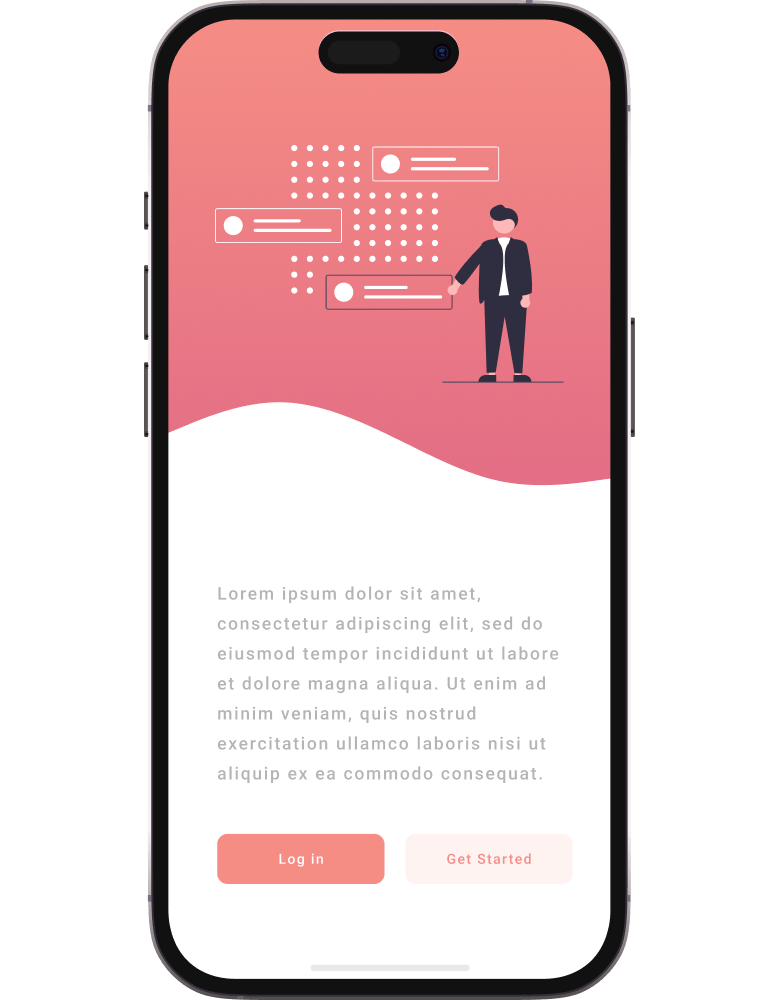 Lorem ipsum dolor sit amet,
consectetur adipiscing elit, sed do
eiusmod tempor incididunt ut labore
et dolore magna aliqua. Ut enim ad
minim veniam, quis nostrud
exercitation ullamco laboris nisi ut
aliquip ex ea commodo consequat.
Log in
Get Started